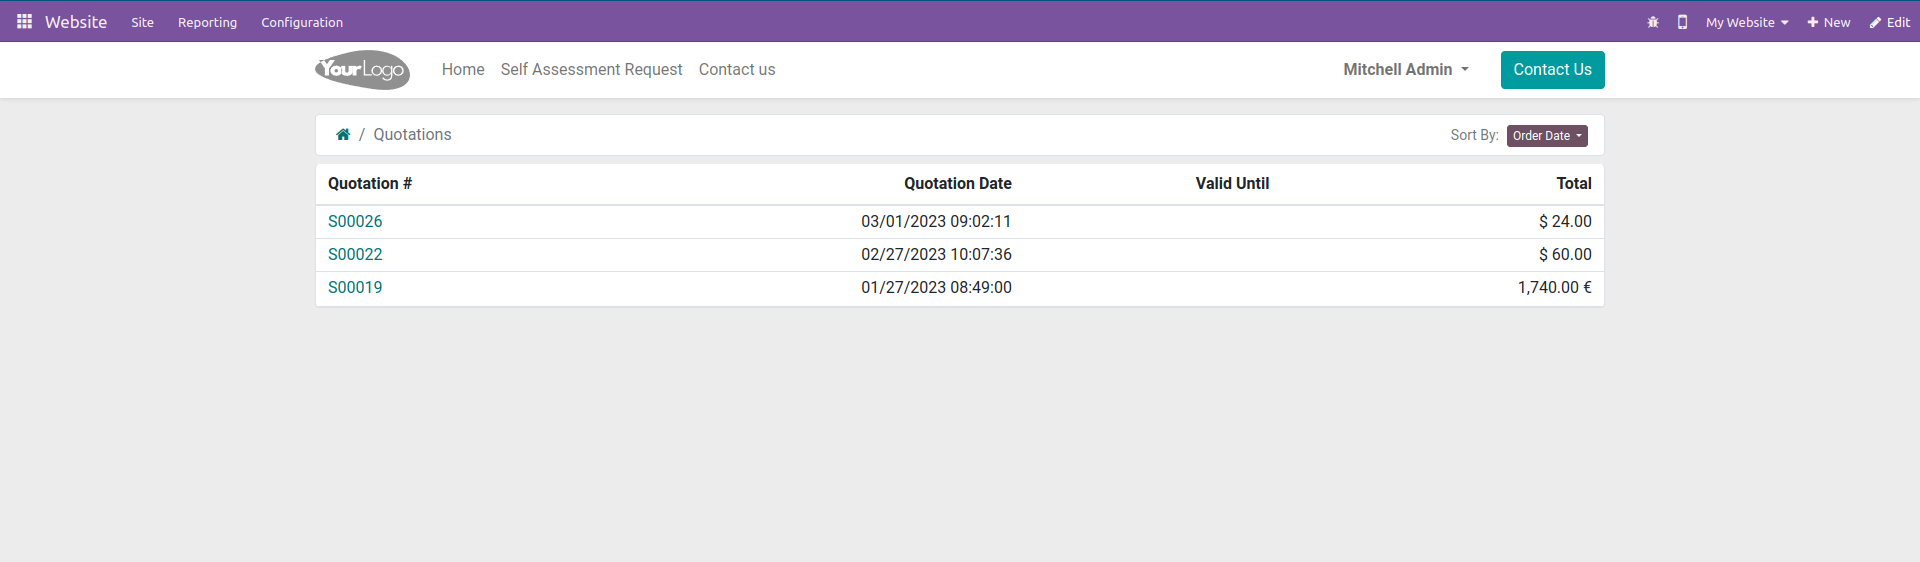 Website Site Reporting Configuration My Website New Edit
YourLogo Home Self Assessment Request Contact us Mitchell Admin Contact Us
/ Quotations Sort By: Order Date
Quotation # Quotation Date Valid Until Total
S00026 03/01/2023 09:02:11 $ 24.00
S00022 02/27/2023 10:07:36 $ 60.00
S00019 01/27/2023 08:49:00 1,740.00 €